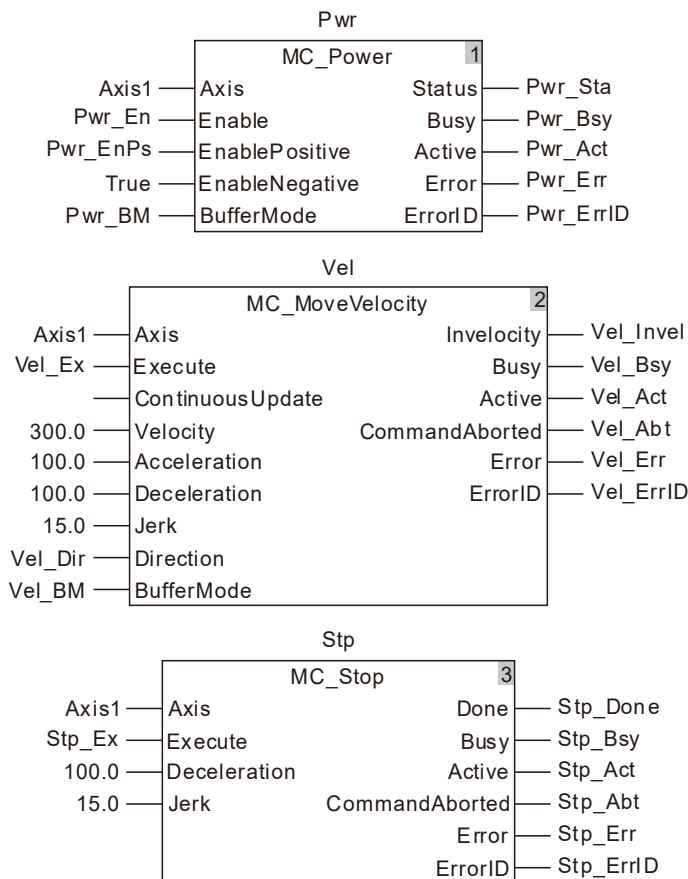 Pwr
MC_Power 1
Axis1 Axis Status Pwr_Sta
Pwr_En Enable Busy Pwr_Bsy
Pwr_EnPs EnablePositive Active Pwr_Act
True EnableNegative Error Pwr_Err
Pwr_BM BufferMode ErrorID Pwr_ErrID
Vel
MC_MoveVelocity 2
Axis1 Axis Invelocity Vel_Invel
Vel_Ex Execute Busy Vel_Bsy
ContinuousUpdate Active Vel_Act
300.0 Velocity CommandAborted Vel_Abt
100.0 Acceleration Error Vel_Err
100.0 Deceleration ErrorID Vel_ErrID
15.0 Jerk
Vel_Dir Direction
Vel_BM BufferMode
Stp
MC_Stop 3
Axis1 Axis Done Stp_Done
Stp_Ex Execute Busy Stp_Bsy
100.0 Deceleration Active Stp_Act
15.0 Jerk CommandAborted Stp_Abt
Error Stp_Err
ErrorID Stp_ErrID